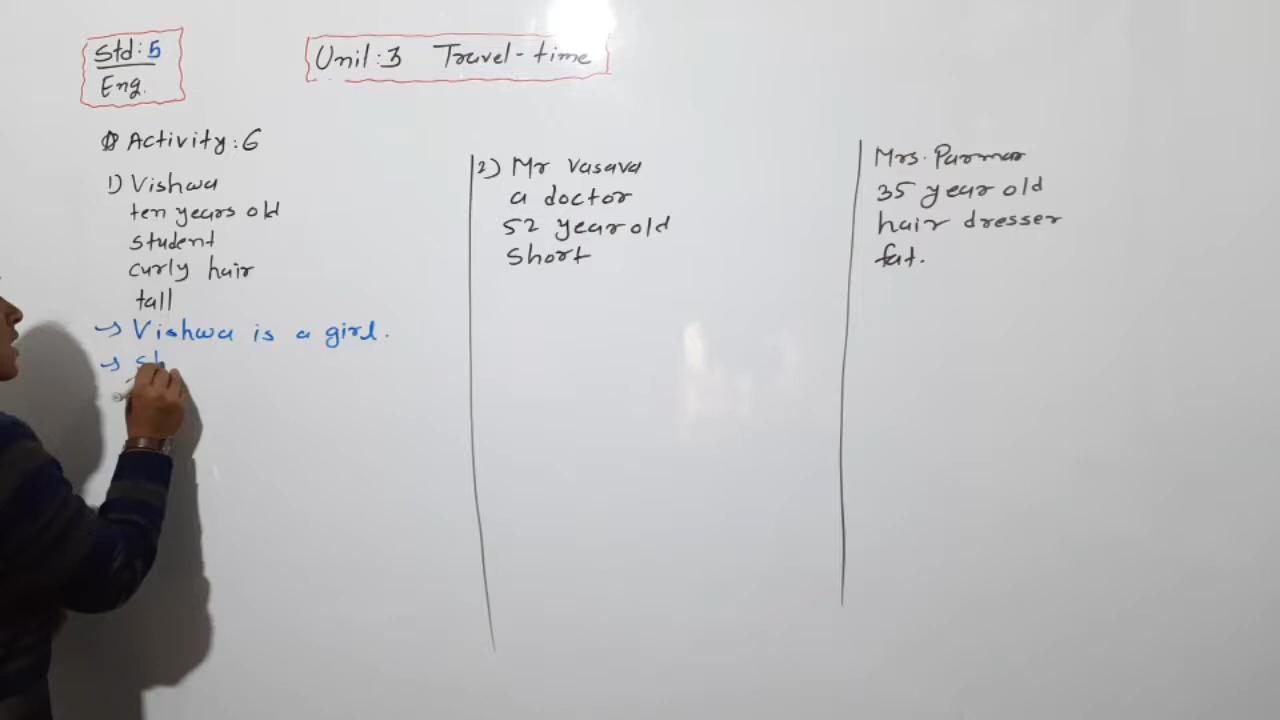 Std: 5
Eng.
Unit: 3 Travel-time
Activity: 6
1) Vishwa
ten years old
student
curly hair
tall
→ Vishwa is a girl.
→ Sh
2) Mr Vasava
a doctor
52 year old
Short
Mrs. Parmar
35 year old
hair dresser
fat.